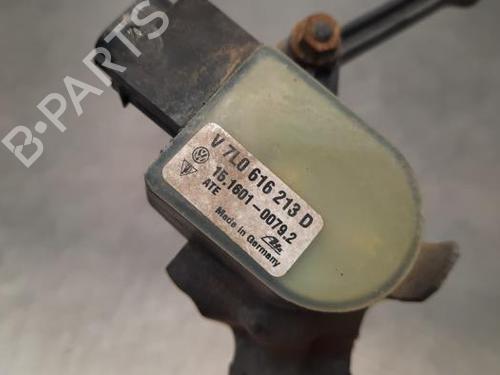 B-PARTS
V 7L0 616 213 D
15.1601-0079.2
ATE
Made in Germany